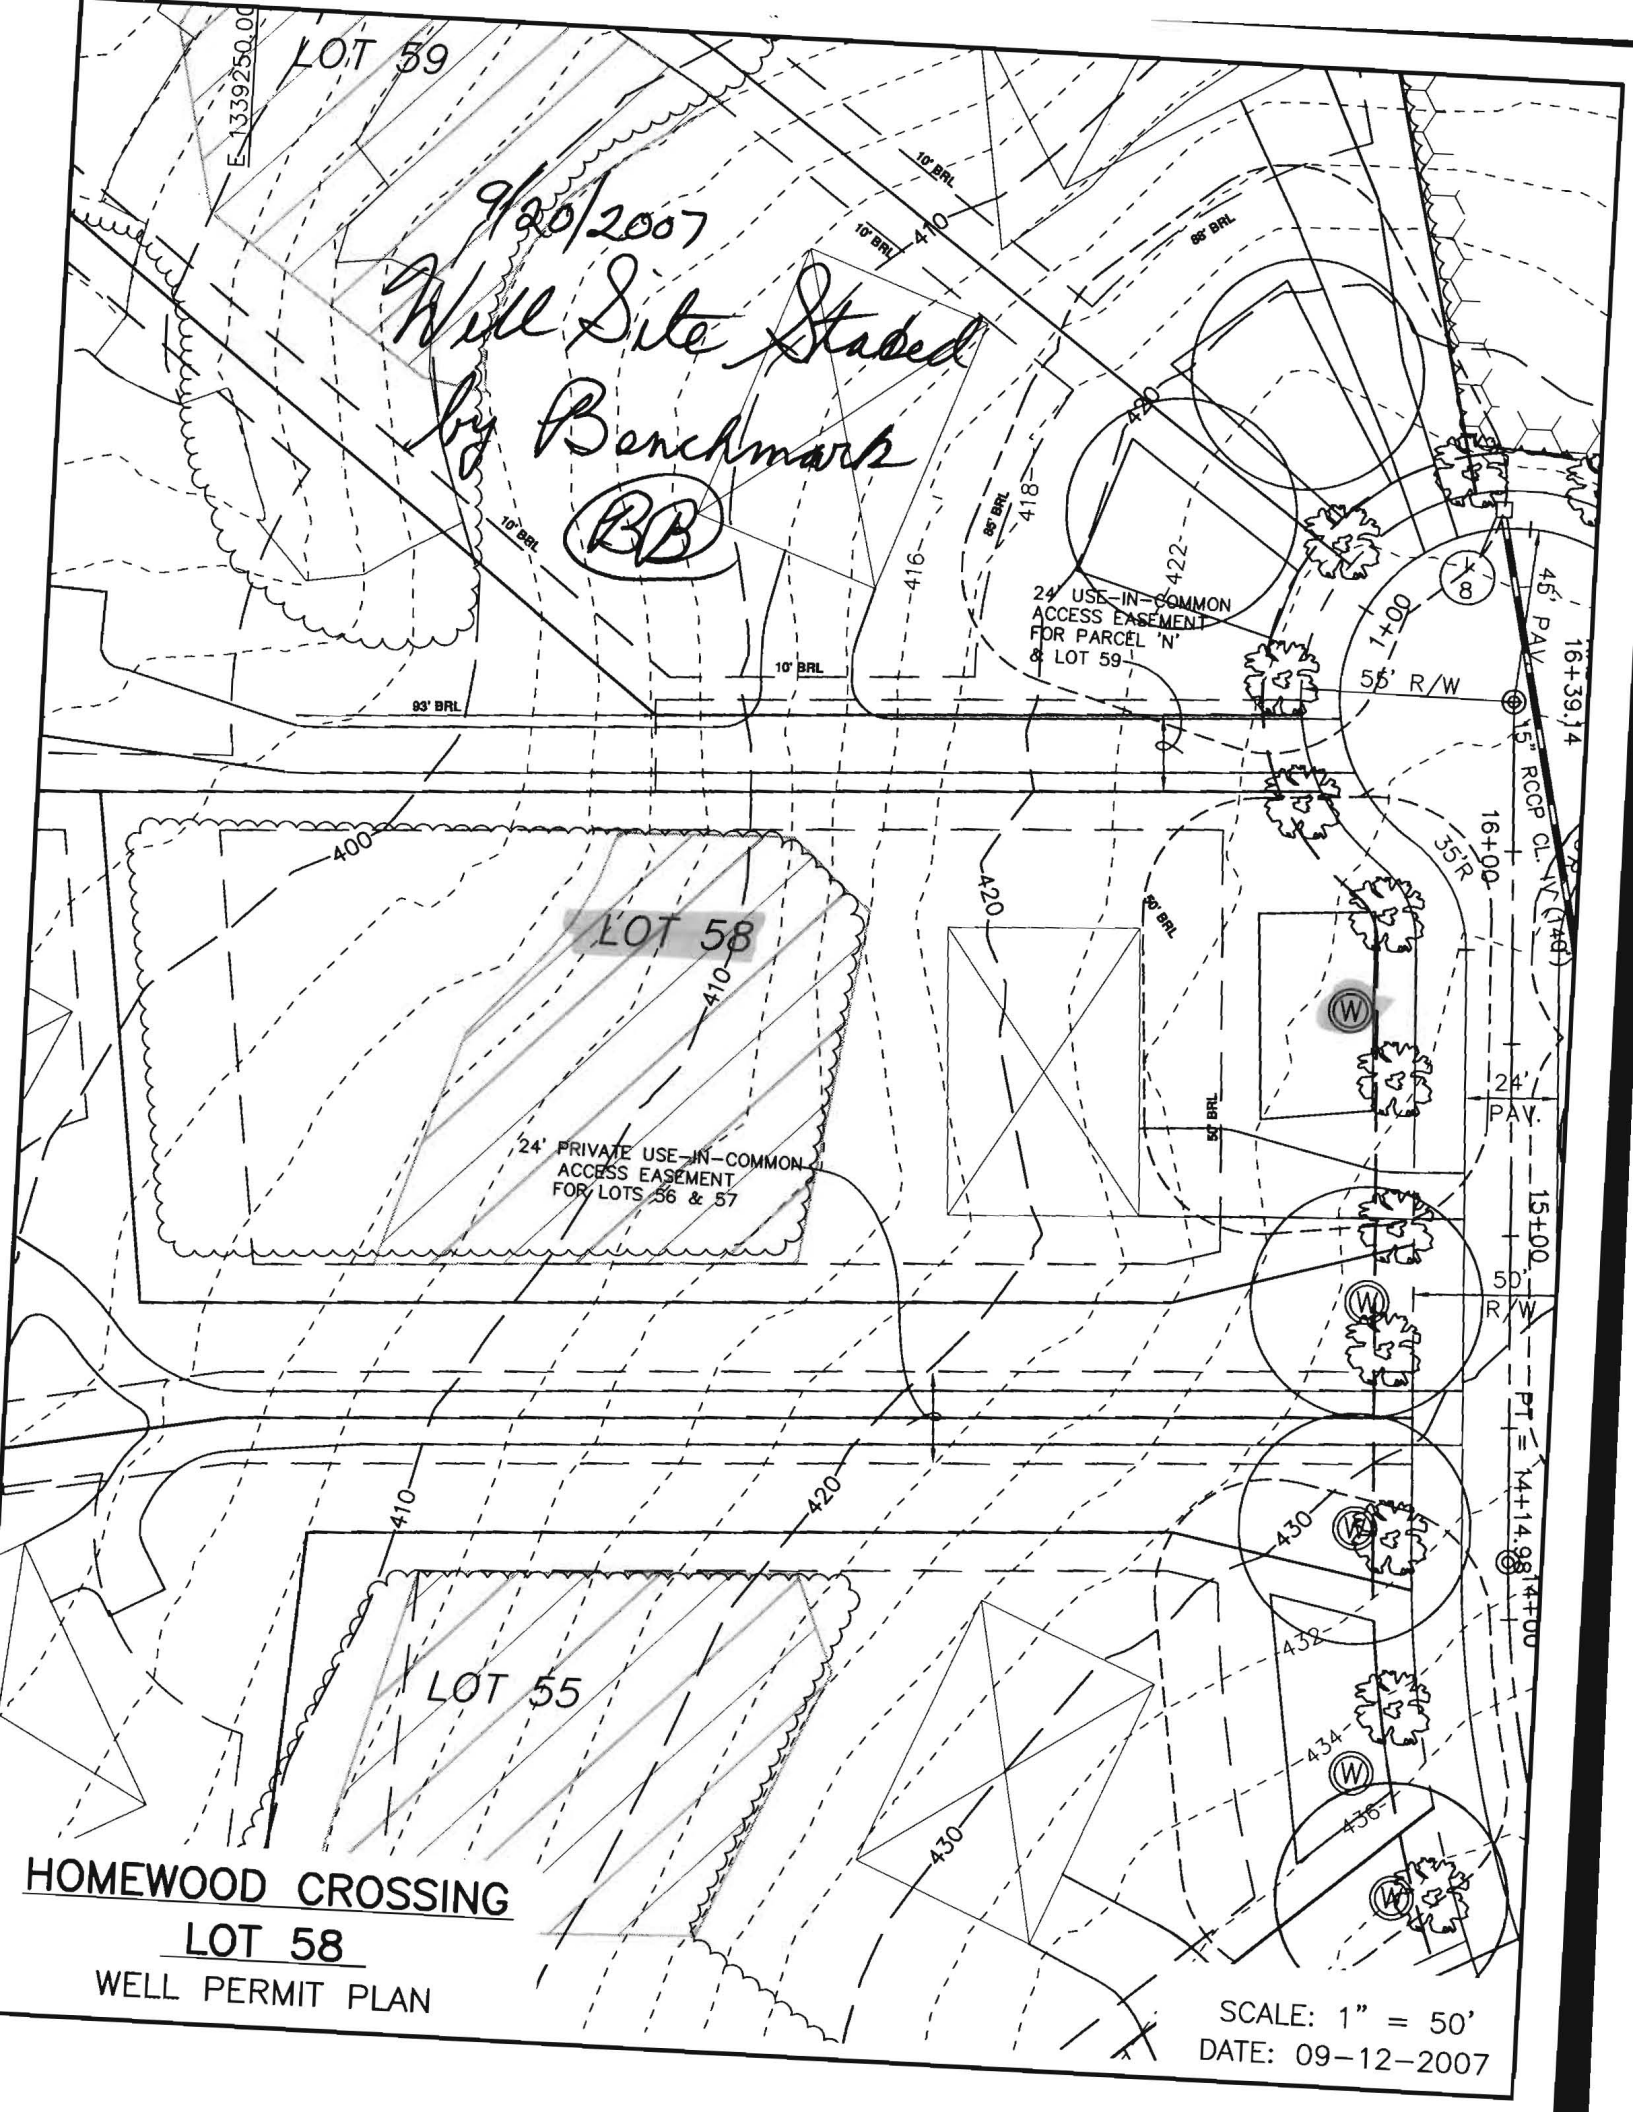 LOT 59
E 1339250.00
9/20/2007
Well Site Staked
by Benchmark
BB
10' BRL
10' BRL
410
88' BRL
420
10' BRL
85' BRL
418
416
422
24' USE-IN-COMMON
ACCESS EASEMENT
FOR PARCEL 'N'
& LOT 59
8
1+00
45' PAV.
16+39.14
55' R/W
10' BRL
93' BRL
15" RCCP CL. IV (140')
16+00
35'R
400
420
50' BRL
LOT 58
410
W
50' BRL
24'
PAV.
24' PRIVATE USE-IN-COMMON
ACCESS EASEMENT
FOR LOTS 56 & 57
15+00
50'
R/W
W
PT = 14+14.98
14+00
410
420
430
W
432
LOT 55
434
W
436
430
W
HOMEWOOD CROSSING
LOT 58
WELL PERMIT PLAN
SCALE: 1" = 50'
DATE: 09-12-2007